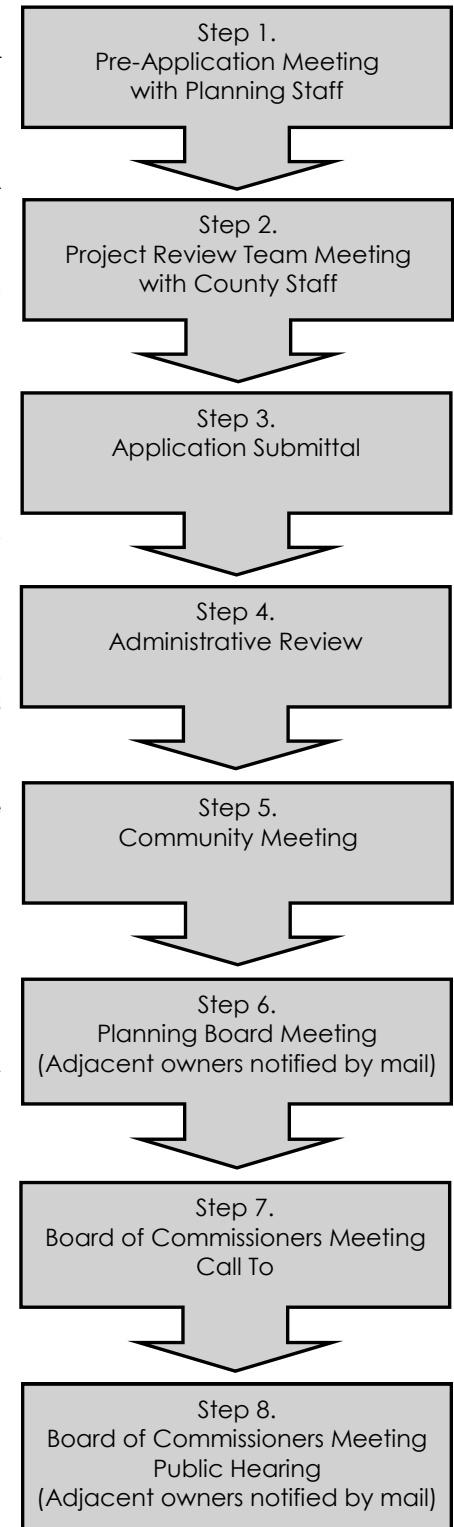 Step 1.
Pre-Application Meeting
with Planning Staff
Step 2.
Project Review Team Meeting
with County Staff
Step 3.
Application Submittal
Step 4.
Administrative Review
Step 5.
Community Meeting
Step 6.
Planning Board Meeting
(Adjacent owners notified by mail)
Step 7.
Board of Commissioners Meeting
Call To
Step 8.
Board of Commissioners Meeting
Public Hearing
(Adjacent owners notified by mail)